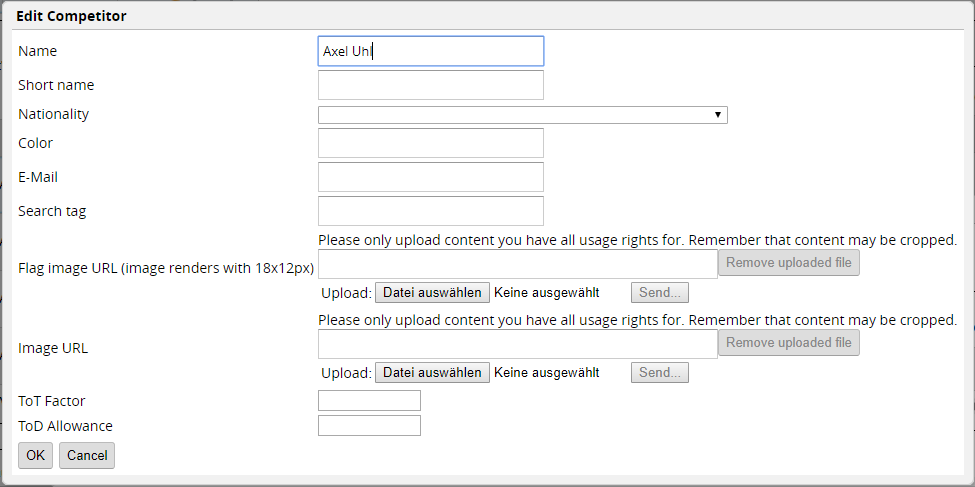 Edit Competitor
Name Axel Uhl
Short name
Nationality
Color
E-Mail
Search tag
Please only upload content you have all usage rights for. Remember that content may be cropped.
Flag image URL (image renders with 18x12px) Remove uploaded file
Upload: Datei auswählen Keine ausgewählt Send...
Please only upload content you have all usage rights for. Remember that content may be cropped.
Image URL Remove uploaded file
Upload: Datei auswählen Keine ausgewählt Send...
ToT Factor
ToD Allowance
OK Cancel